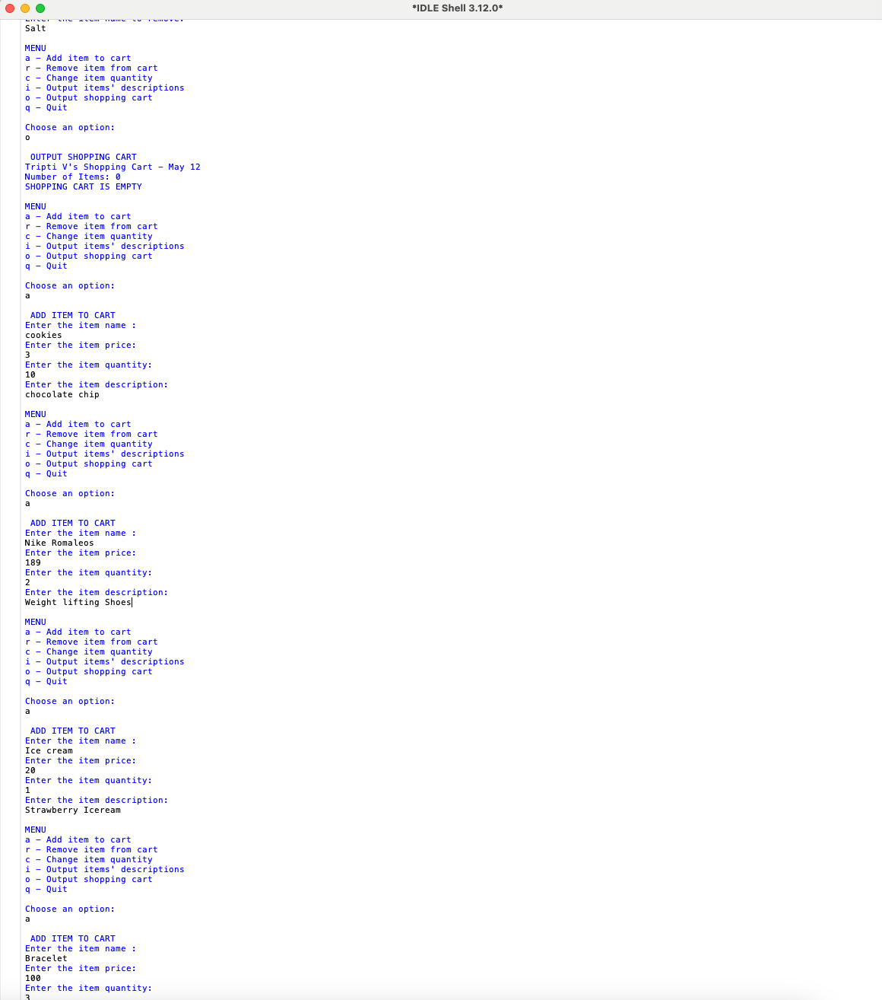 *IDLE Shell 3.12.0*
Enter the item name to remove:
Salt
MENU
a - Add item to cart
r - Remove item from cart
c - Change item quantity
i - Output items' descriptions
o - Output shopping cart
q - Quit
Choose an option:
o
OUTPUT SHOPPING CART
Tripti V's Shopping Cart - May 12
Number of Items: 0
SHOPPING CART IS EMPTY
MENU
a - Add item to cart
r - Remove item from cart
c - Change item quantity
i - Output items' descriptions
o - Output shopping cart
q - Quit
Choose an option:
a
ADD ITEM TO CART
Enter the item name :
cookies
Enter the item price:
3
Enter the item quantity:
10
Enter the item description:
chocolate chip
MENU
a - Add item to cart
r - Remove item from cart
c - Change item quantity
i - Output items' descriptions
o - Output shopping cart
q - Quit
Choose an option:
a
ADD ITEM TO CART
Enter the item name :
Nike Romaleos
Enter the item price:
189
Enter the item quantity:
2
Enter the item description:
Weight lifting Shoes
MENU
a - Add item to cart
r - Remove item from cart
c - Change item quantity
i - Output items' descriptions
o - Output shopping cart
q - Quit
Choose an option:
a
ADD ITEM TO CART
Enter the item name :
Ice cream
Enter the item price:
20
Enter the item quantity:
1
Enter the item description:
Strawberry Iceream
MENU
a - Add item to cart
r - Remove item from cart
c - Change item quantity
i - Output items' descriptions
o - Output shopping cart
q - Quit
Choose an option:
a
ADD ITEM TO CART
Enter the item name :
Bracelet
Enter the item price:
100
Enter the item quantity:
3